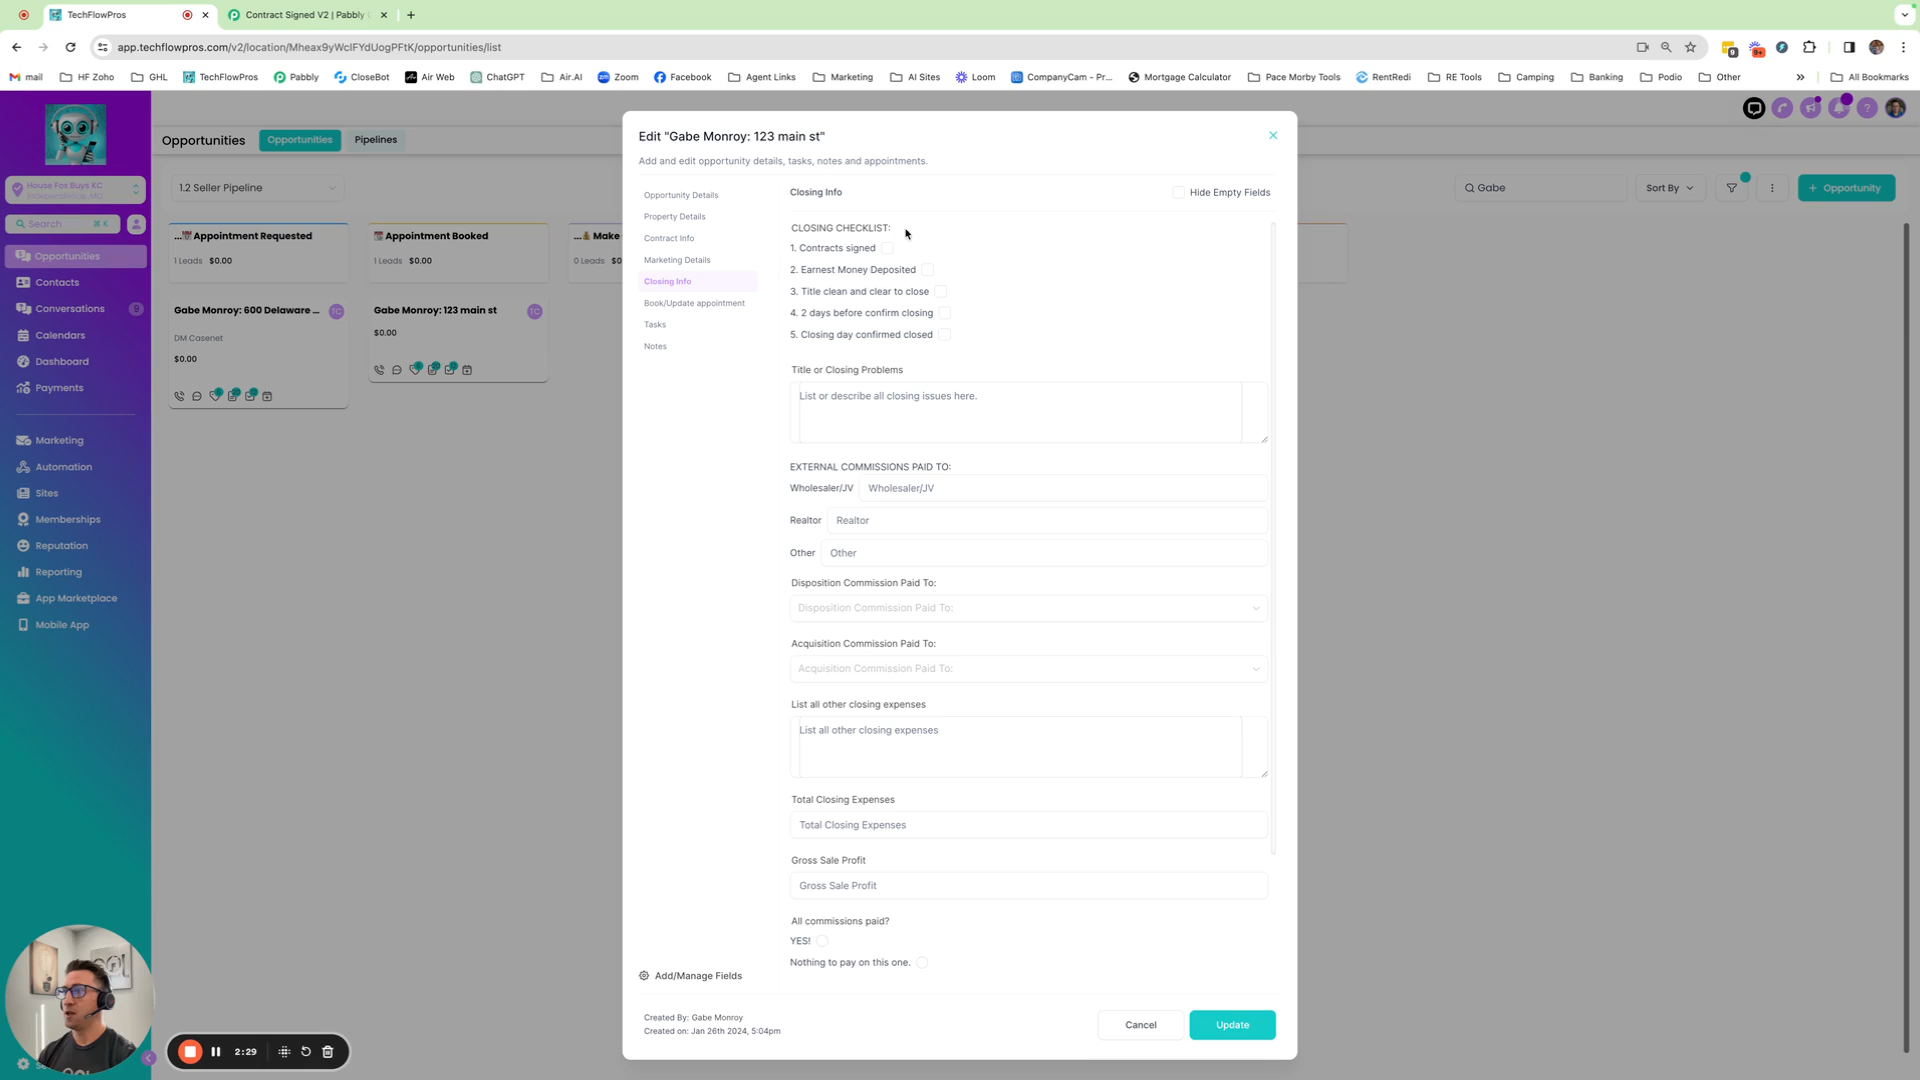 TechFlowPros
Contract Signed V2 | Pabbly
app.techflowpros.com/v2/location/Mheax9yWclFYdUogPFtK/opportunities/list
mail
HF Zoho
GHL
TechFlowPros
Pabbly
CloseBot
Air Web
ChatGPT
Air.AI
Zoom
Facebook
Agent Links
Marketing
AI Sites
Loom
CompanyCam - Pr...
Mortgage Calculator
Pace Morby Tools
RentRedi
RE Tools
Camping
Banking
Podio
Other
All Bookmarks
House Fox Buys KC
Independence, MO
Search
⌘ K
Opportunities
Contacts
Conversations
9
Calendars
Dashboard
Payments
Marketing
Automation
Sites
Memberships
Reputation
Reporting
App Marketplace
Mobile App
Opportunities
Opportunities
Pipelines
1.2 Seller Pipeline
Gabe
Sort By
+ Opportunity
...📅 Appointment Requested
1 Leads $0.00
Appointment Booked
1 Leads $0.00
...💰 Make
0 Leads $0
Gabe Monroy: 600 Delaware ...
TC
DM Casenet
$0.00
Gabe Monroy: 123 main st
TC
$0.00
Edit "Gabe Monroy: 123 main st"
Add and edit opportunity details, tasks, notes and appointments.
Opportunity Details
Property Details
Contract Info
Marketing Details
Closing Info
Book/Update appointment
Tasks
Notes
Closing Info
Hide Empty Fields
CLOSING CHECKLIST:
1. Contracts signed
2. Earnest Money Deposited
3. Title clean and clear to close
4. 2 days before confirm closing
5. Closing day confirmed closed
Title or Closing Problems
List or describe all closing issues here.
EXTERNAL COMMISSIONS PAID TO:
Wholesaler/JV Wholesaler/JV
Realtor Realtor
Other Other
Disposition Commission Paid To:
Disposition Commission Paid To:
Acquisition Commission Paid To:
Acquisition Commission Paid To:
List all other closing expenses
List all other closing expenses
Total Closing Expenses
Total Closing Expenses
Gross Sale Profit
Gross Sale Profit
All commissions paid?
YES!
Nothing to pay on this one.
Add/Manage Fields
Created By: Gabe Monroy
Created on: Jan 26th 2024, 5:04pm
Cancel
Update
2:29